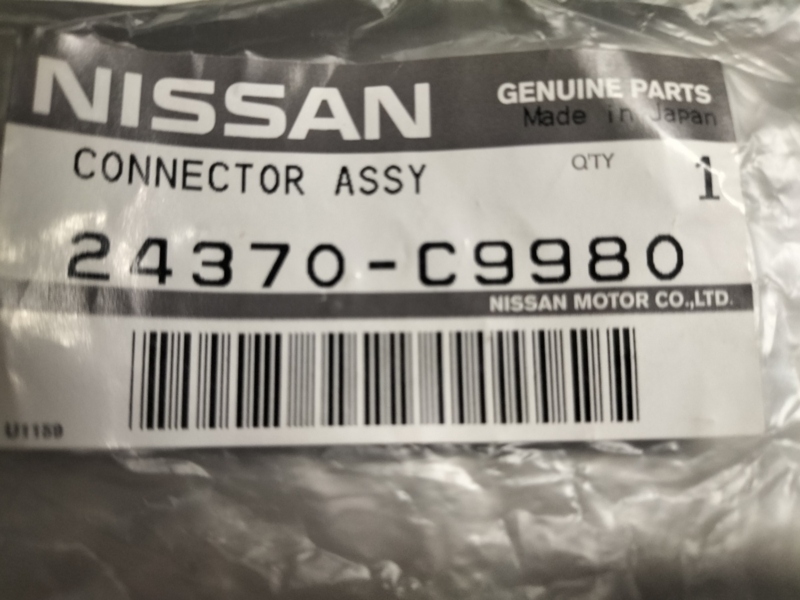 NISSAN
GENUINE PARTS
Made in Japan
CONNECTOR ASSY
Q'TY 1
24370-C9980
NISSAN MOTOR CO.,LTD.
U1159